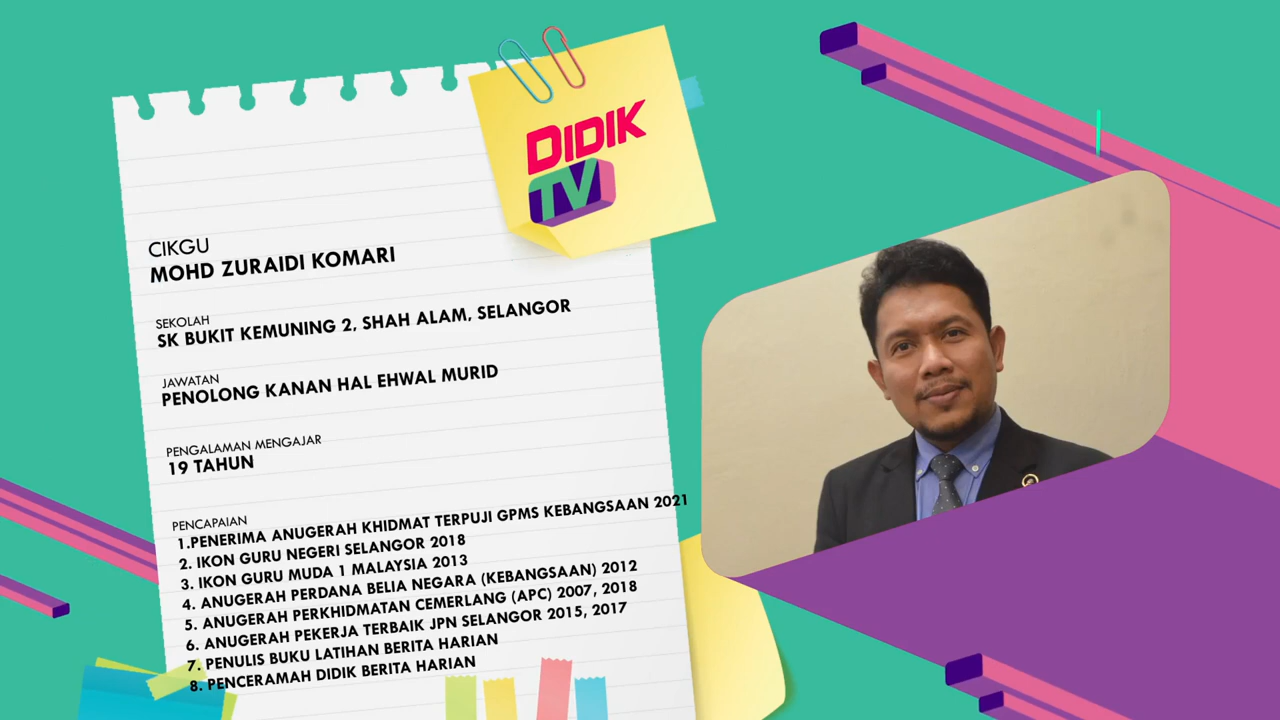 DIDIK
TV
CIKGU
MOHD ZURAIDI KOMARI
SEKOLAH
SK BUKIT KEMUNING 2, SHAH ALAM, SELANGOR
JAWATAN
PENOLONG KANAN HAL EHWAL MURID
PENGALAMAN MENGAJAR
19 TAHUN
PENCAPAIAN
1.PENERIMA ANUGERAH KHIDMAT TERPUJI GPMS KEBANGSAAN 2021
2. IKON GURU NEGERI SELANGOR 2018
3. IKON GURU MUDA 1 MALAYSIA 2013
4. ANUGERAH PERDANA BELIA NEGARA (KEBANGSAAN) 2012
5. ANUGERAH PERKHIDMATAN CEMERLANG (APC) 2007, 2018
6. ANUGERAH PEKERJA TERBAIK JPN SELANGOR 2015, 2017
7. PENULIS BUKU LATIHAN BERITA HARIAN
8. PENCERAMAH DIDIK BERITA HARIAN